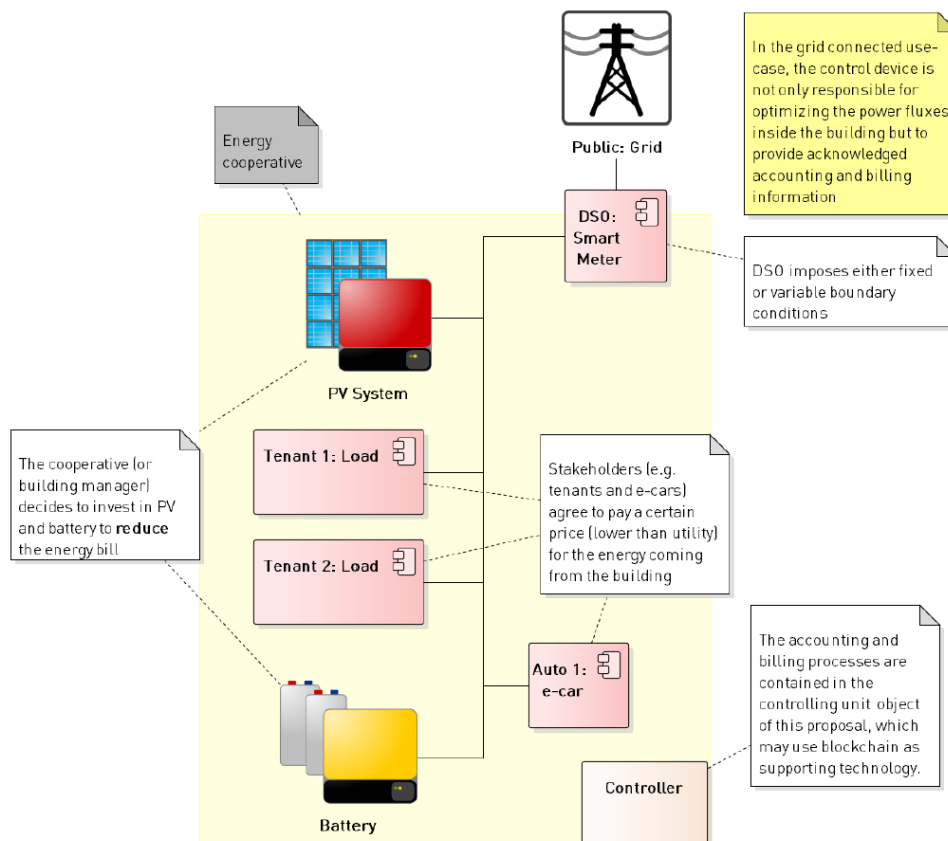 In the grid connected use-
case, the control device is
not only responsible for
optimizing the power fluxes
inside the building but to
provide acknowledged
accounting and billing
information
Energy
cooperative
Public: Grid
DSO:
Smart
Meter
DSO imposes either fixed
or variable boundary
conditions
PV System
The cooperative (or
building manager)
decides to invest in PV
and battery to reduce
the energy bill
Tenant 1: Load
Stakeholders (e.g.
tenants and e-cars)
agree to pay a certain
price (lower than utility)
for the energy coming
from the building
Tenant 2: Load
Auto 1:
e-car
The accounting and
billing processes are
contained in the
controlling unit object
of this proposal, which
may use blockchain as
supporting technology.
Controller
Battery